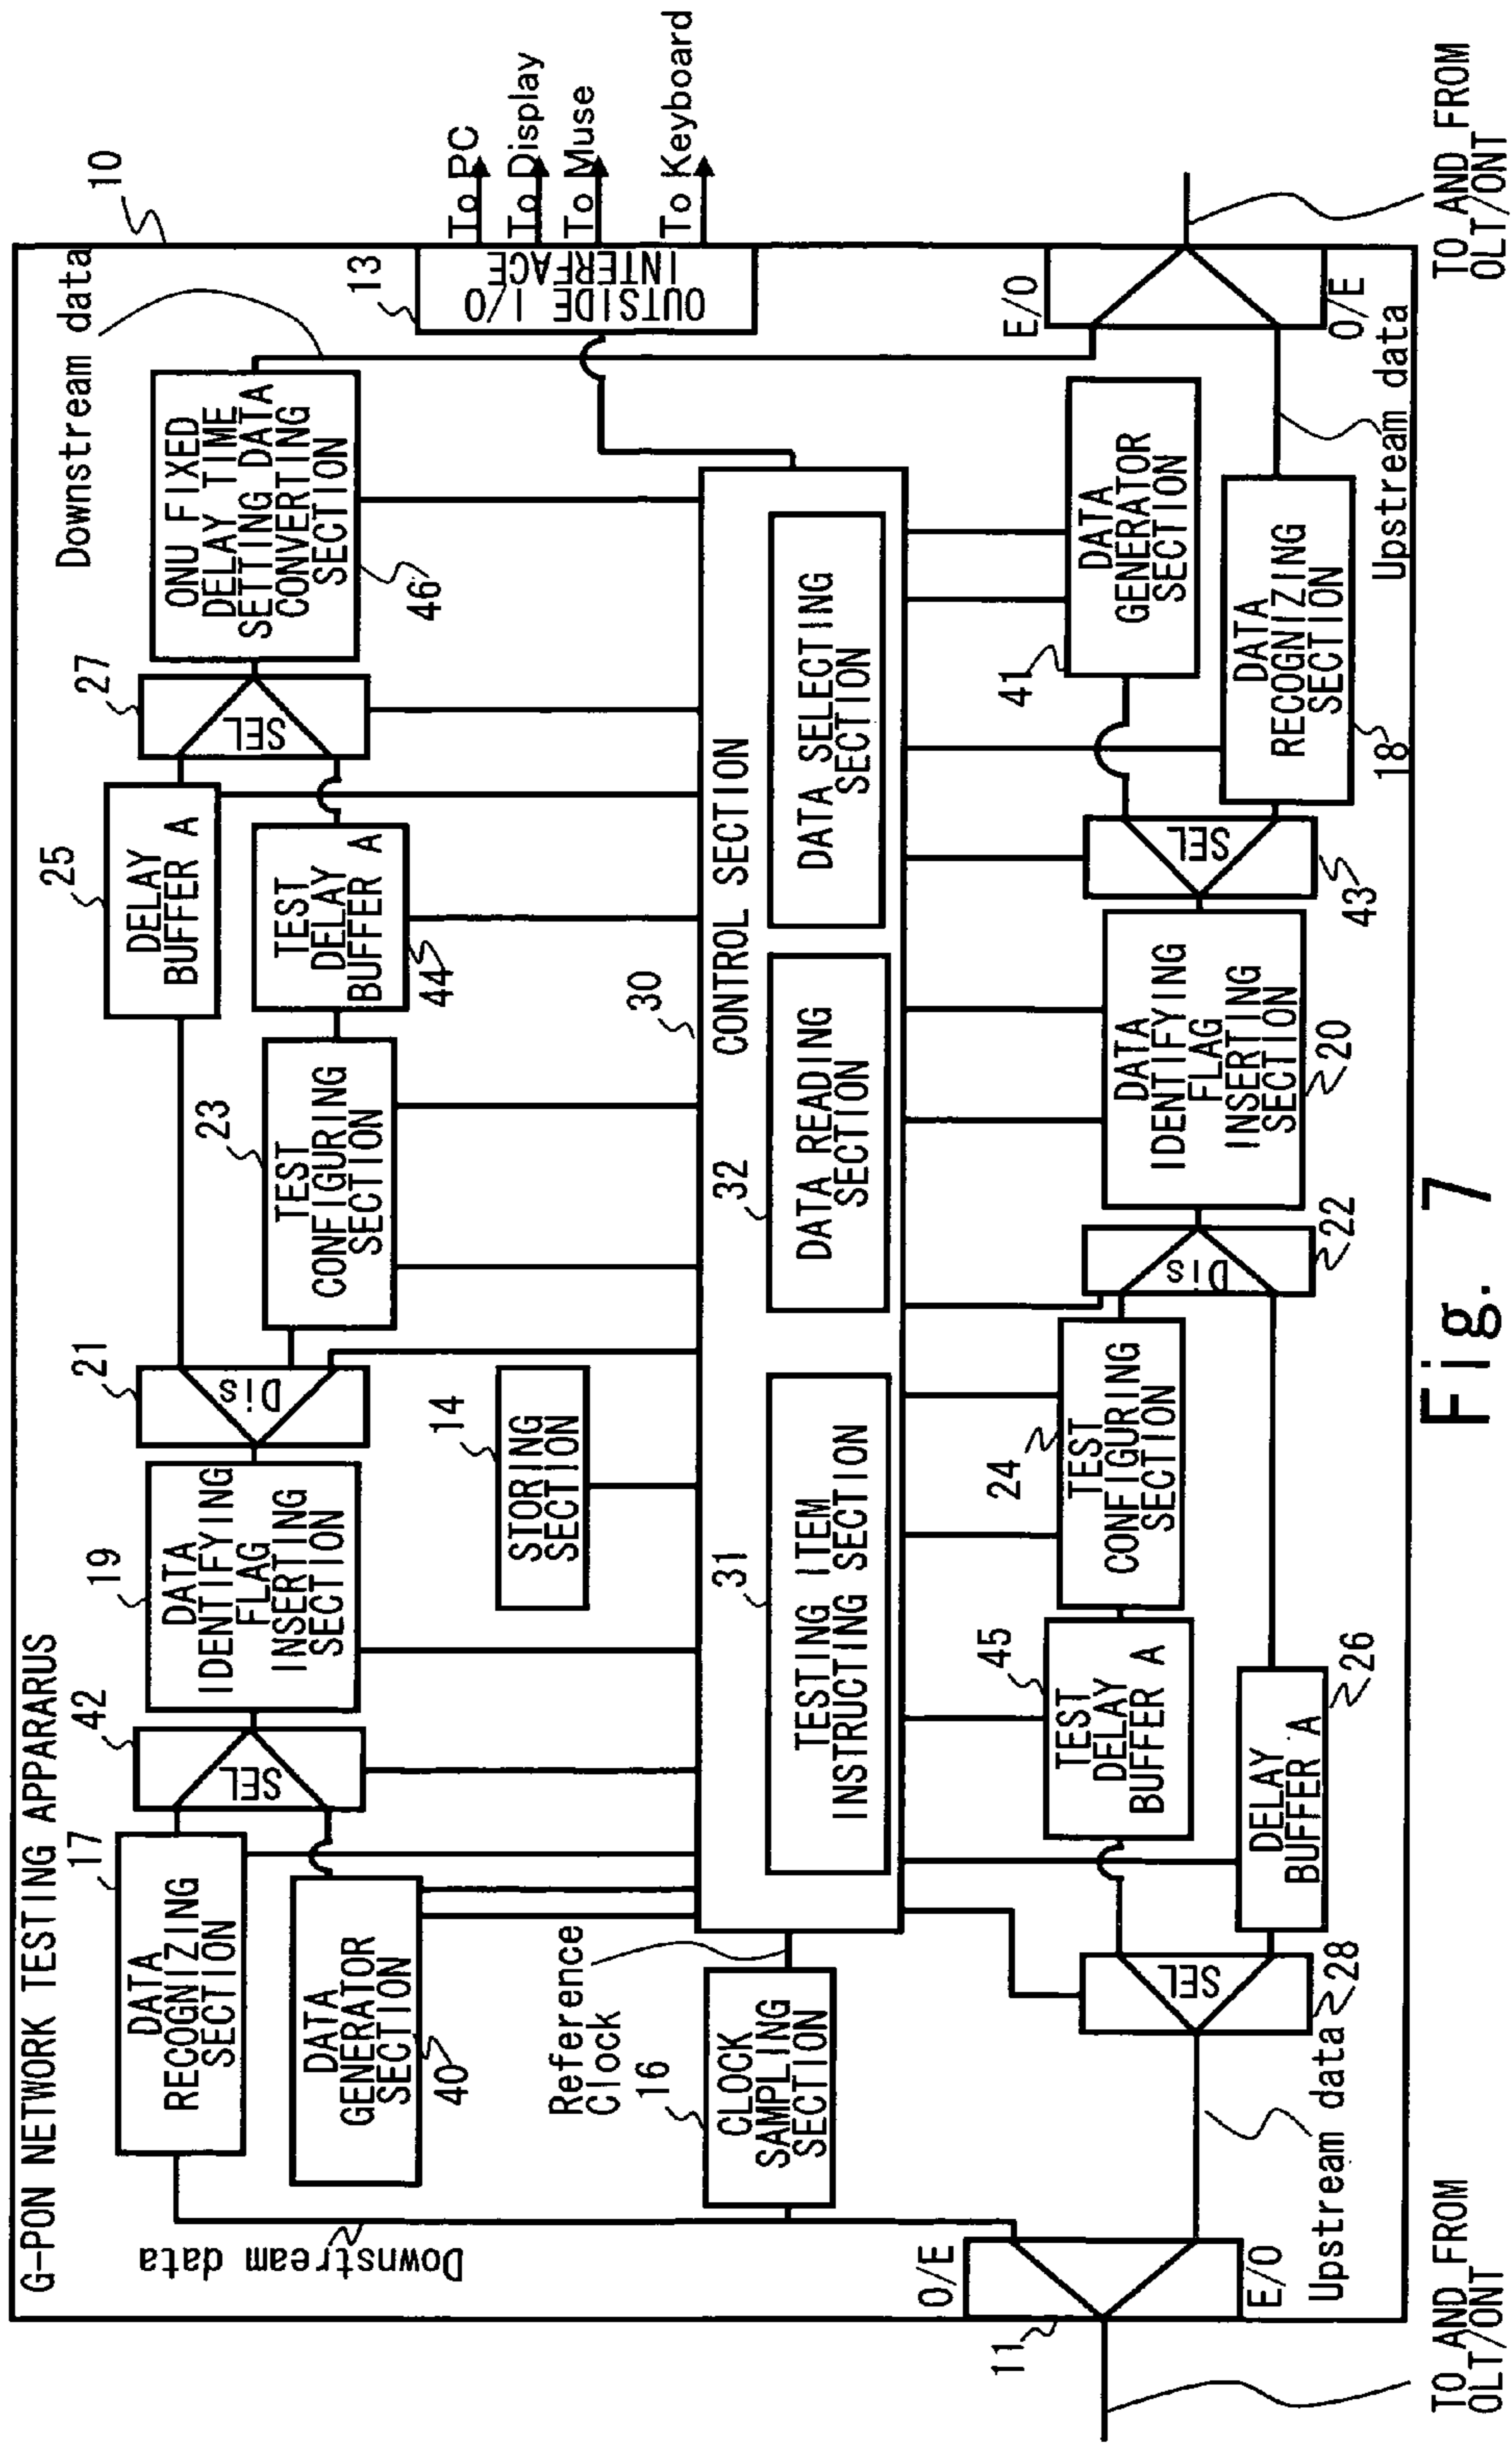 G-PON NETWORK TESTING APPARARUS
10
DATA
RECOGNIZING
SECTION
17
SEL
42
DATA
IDENTIFYING
FLAG
INSERTING
SECTION
19
Dis
21
DELAY
BUFFER A
25
SEL
27
ONU FIXED
DELAY TIME
SETTING DATA
CONVERTING
SECTION
46
Downstream data
DATA
GENERATOR
SECTION
40
TEST
CONFIGURING
SECTION
23
TEST
DELAY
BUFFER A
44
Downstream data
STORING
SECTION
14
OUTSIDE I/O
INTERFACE
13
To PC
To Display
To Muse
To Keyboard
Reference
Clock
CLOCK
SAMPLING
SECTION
16
30
CONTROL SECTION
TESTING ITEM
INSTRUCTING SECTION
31
DATA READING
SECTION
32
DATA SELECTING
SECTION
O/E
E/O
11
Upstream data
SEL
28
TEST
DELAY
BUFFER A
45
DELAY
BUFFER A
26
TEST
CONFIGURING
SECTION
24
Dis
22
DATA
IDENTIFYING
FLAG
INSERTING
SECTION
20
SEL
43
DATA
GENERATOR
SECTION
41
DATA
RECOGNIZING
SECTION
18
E/O
O/E
Upstream data
TO AND FROM
OLT/ONT
TO AND FROM
OLT/ONT
Fig. 7